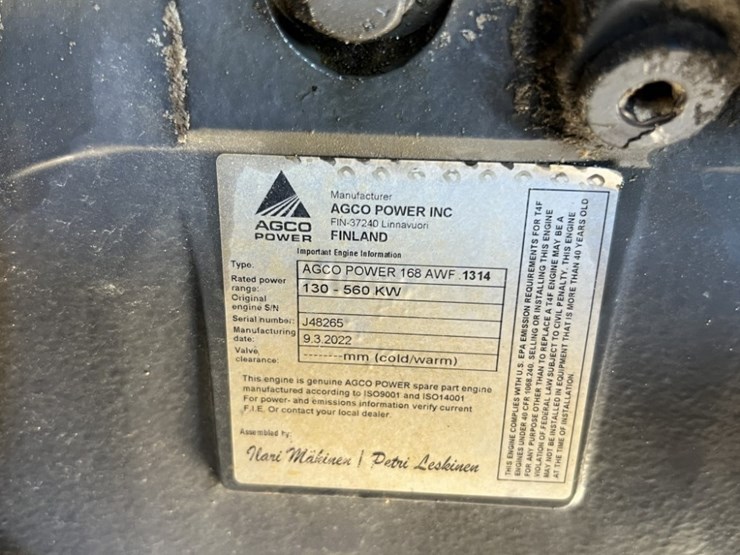 AGCO
POWER
Manufacturer
AGCO POWER INC
FIN-37240 Linnavuori
FINLAND
Important Engine Information
Type. AGCO POWER 168 AWF .1314
Rated power
range: 130 - 560 KW
Original
engine S/N
Serial number: J48265
Manufacturing
date: 9.3.2022
Valve
clearance: --------mm (cold/warm)
This engine is genuine AGCO POWER spare part engine
manufactured according to ISO9001 and ISO14001
For power- and emissions information verify current
F.I.E. Or contact your local dealer.
Assembled by:
Ilari Mäkinen / Petri Leskinen
THIS ENGINE COMPLIES WITH U.S. EPA EMISSION REQUIREMENTS FOR T4F
ENGINES UNDER 40 CFR 1068.240. SELLING OR INSTALLING THIS ENGINE
FOR ANY PURPOSE OTHER THAN TO REPLACE A T4F ENGINE MAY BE A
VIOLATION OF FEDERAL LAW SUBJECT TO CIVIL PENALTY. THIS ENGINE
MAY NOT BE INSTALLED IN EQUIPMENT THAT IS MORE THAN 40 YEARS OLD
AT THE TIME OF INSTALLATION.